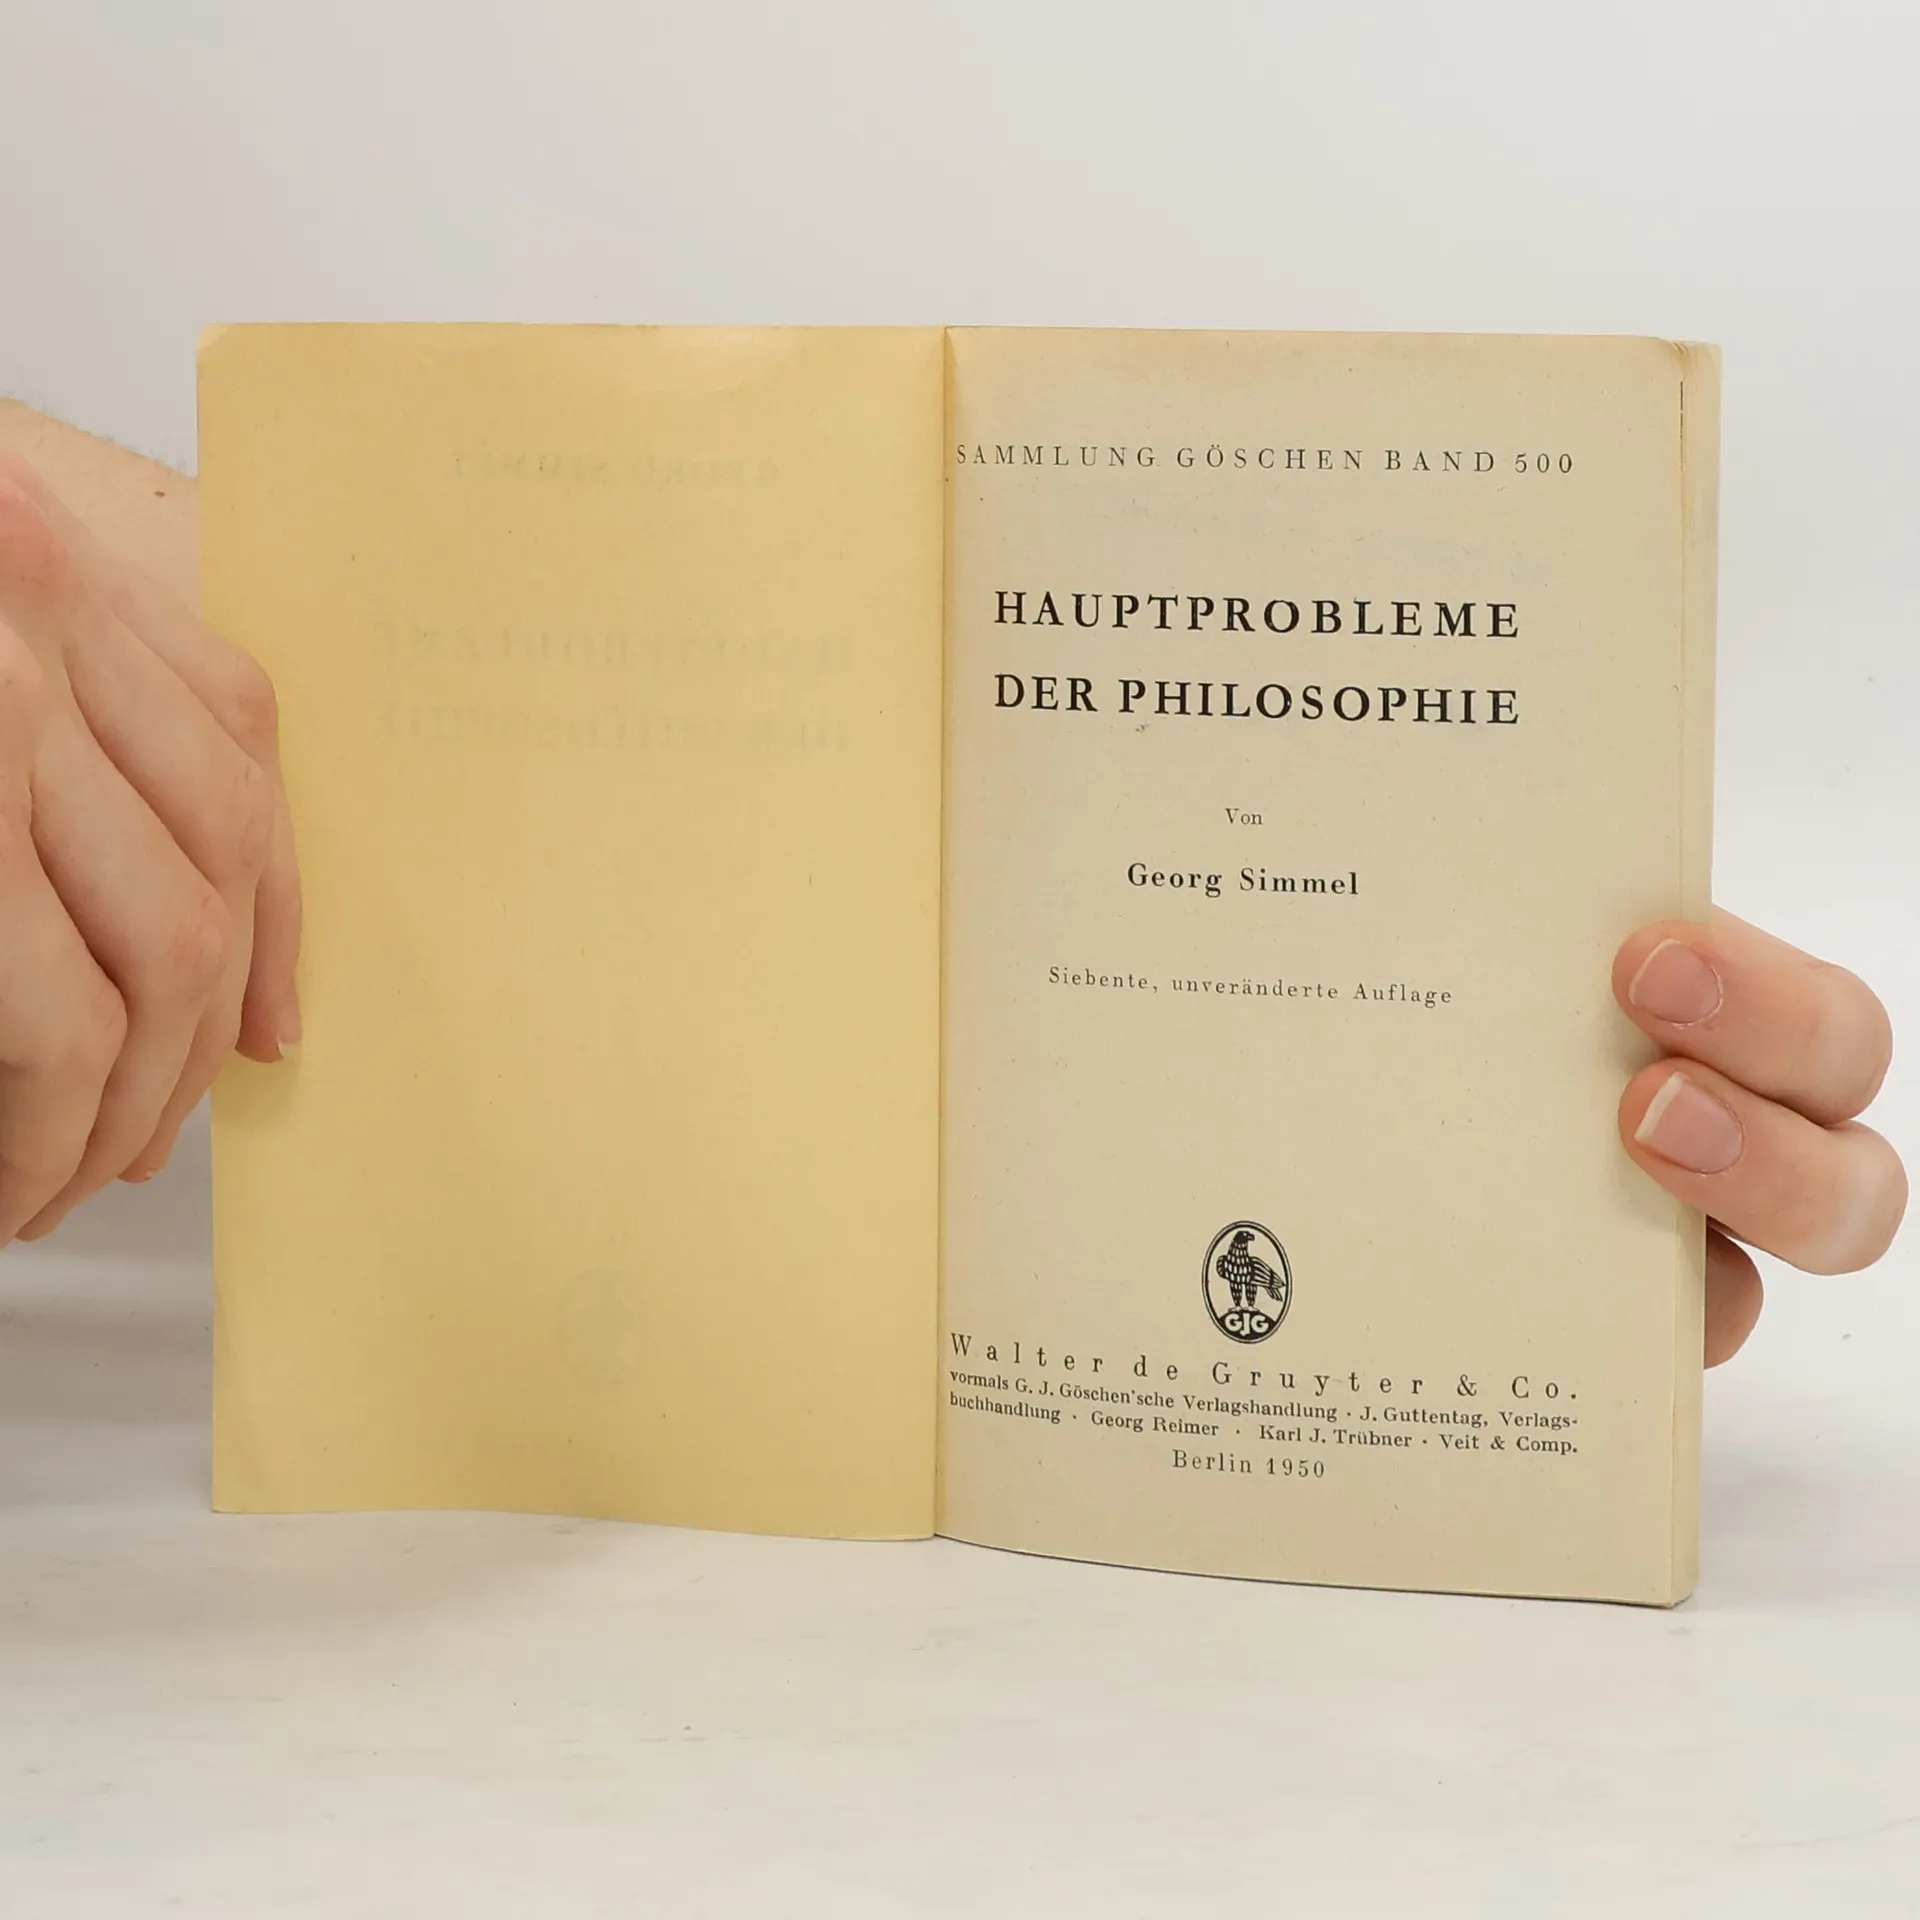 SAMMLUNG GÖSCHEN BAND 500
HAUPTPROBLEME
DER PHILOSOPHIE
Von
Georg Simmel
Siebente, unveränderte Auflage
GJG
Walter de Gruyter & Co.
vormals G. J. Göschen'sche Verlagshandlung · J. Guttentag, Verlags-
buchhandlung · Georg Reimer · Karl J. Trübner · Veit & Comp.
Berlin 1950